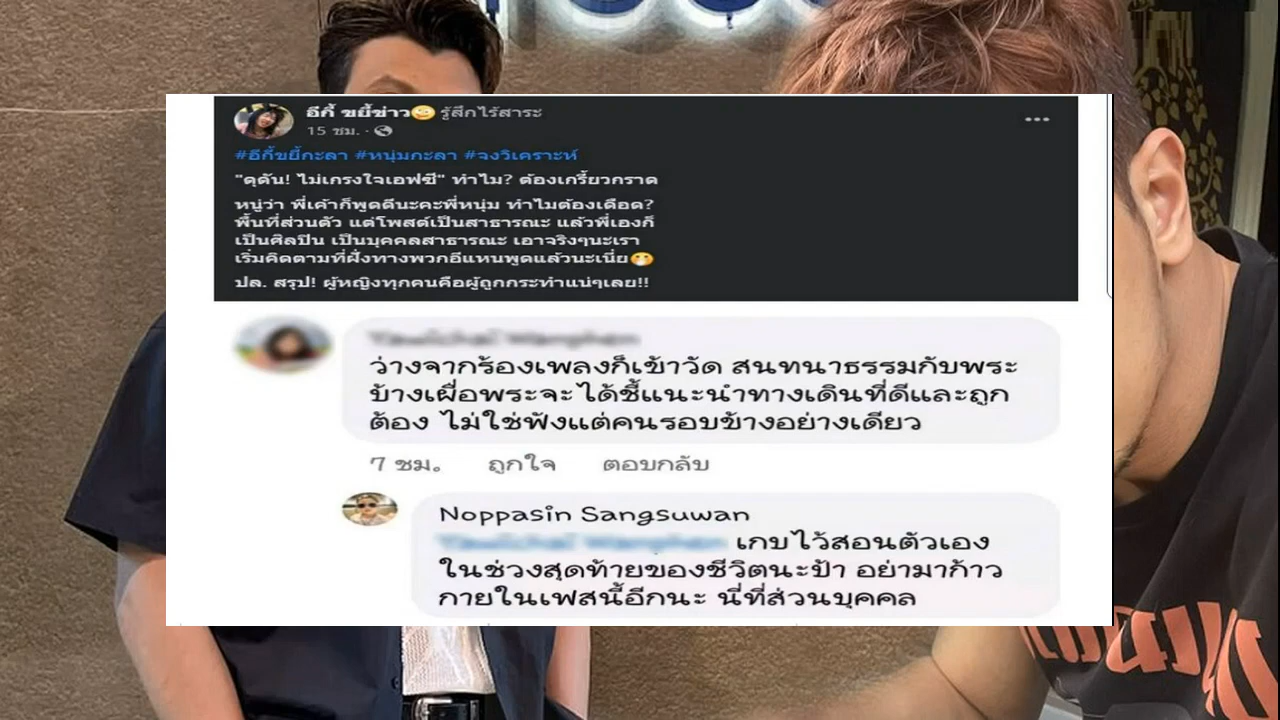 อีกี้ ขยี้ข่าว รู้สึกไร้สาระ
15 ชม. ·
#อีกี้ขยี้กะลา #หนุ่มกะลา #จงวิเคราะห์
"ดุดัน! ไม่เกรงใจเอฟซี" ทำไม? ต้องเกรี้ยวกราด
หนูว่า พี่เค้าก็พูดดีนะคะพี่หนุ่ม ทำไมต้องเดือด?
พื้นที่ส่วนตัว แต่โพสต์เป็นสาธารณะ แล้วพี่เองก็
เป็นศิลปิน เป็นบุคคลสาธารณะ เอาจริงๆนะเรา
เริ่มคิดตามที่ฝั่งทางพวกอีแหนพูดแล้วนะเนี่ย
ปล. สรุป! ผู้หญิงทุกคนคือผู้ถูกกระทำแน่ๆเลย!!
ว่างจากร้องเพลงก็เข้าวัด สนทนาธรรมกับพระ
บ้างเผื่อพระจะได้ชี้แนะนำทางเดินที่ดีและถูก
ต้อง ไม่ใช่ฟังแต่คนรอบข้างอย่างเดียว
7 ชม. ถูกใจ ตอบกลับ
Noppasin Sangsuwan
เกบไว้สอนตัวเอง
ในช่วงสุดท้ายของชีวิตนะป้า อย่ามาก้าว
กายในเฟสนี้อีกนะ นี่ที่ส่วนบุคคล